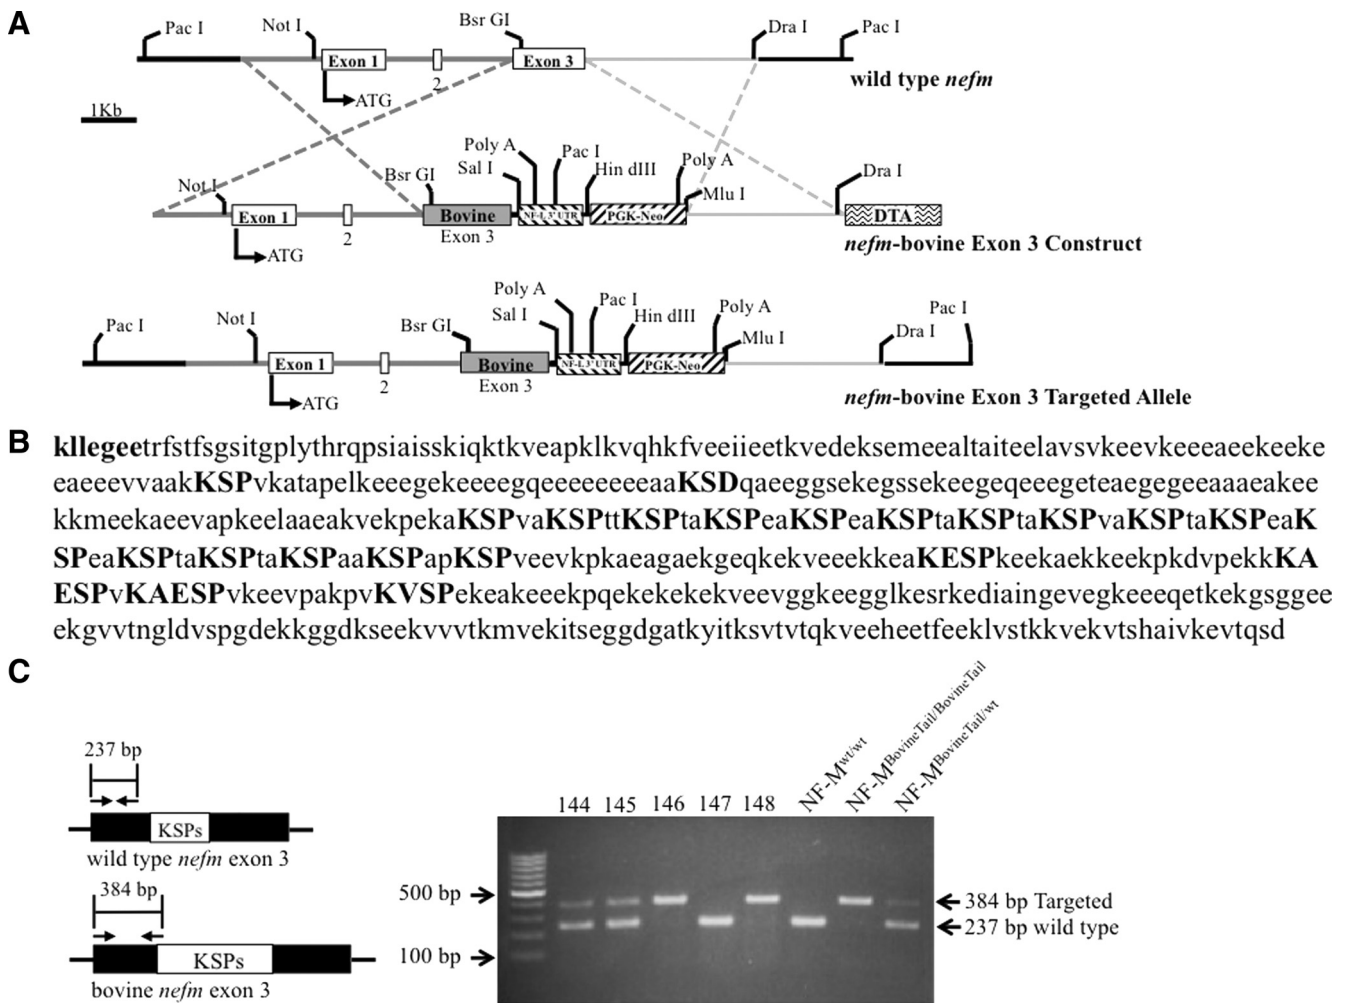 A
Pac I
Not I
Bsr GI
Dra I
Pac I
Exon 1
2
Exon 3
ATG
wild type nefm
1Kb
Not I
Bsr GI
Sal I
Poly A
Pac I
Hin dIII
Poly A
Mlu I
Dra I
Exon 1
2
Bovine
Exon 3
NF-L 3' UTR
PGK-Neo
DTA
ATG
nefm-bovine Exon 3 Construct
Pac I
Not I
Bsr GI
Sal I
Poly A
Pac I
Hin dIII
Poly A
Mlu I
Dra I
Pac I
Exon 1
2
Bovine
Exon 3
NF-L 3' UTR
PGK-Neo
ATG
nefm-bovine Exon 3 Targeted Allele
B
kllegeetrfstfsgsitgplythrqpsiaisskiqktkveapklkvqhkfveeiieetkvedeksemeealtaiteelavsvkeevkeeeaeekeeke
eaeeevvaakKSPvkatapelkeeegekeeeegqeeeeeeeeaaKSDqaeeggsekegssekeegeqeeegeteaegegeeaaaeakee
kkmeekaeevapkeelaaeakvekpekaKSPvaKSPttKSPtaKSPeaKSPeaKSPtaKSPtaKSPvaKSPtaKSPeaK
SPeaKSPtaKSPtaKSPaaKSPapKSPveevkpkaeagaekgeqkekveeekkeaKESPkeekaekkeekpkdvpekkKA
ESPvKAESPvkeevpakpvKVSPekeakeeekpqekekekekveevggkeegglkesrkediaingevegkeeeqetkekgsggee
ekgvvtngldvspgdekkggdkseekvvvtkmvekitseggdgatkyitksvtvtqkveeheetfeeklvstkkvekvtshaivkevtqsd
C
237 bp
KSPs
wild type nefm exon 3
384 bp
KSPs
bovine nefm exon 3
144 145 146 147 148 NF-Mwt/wt NF-MBovineTail/BovineTail NF-MBovineTail/wt
500 bp
100 bp
384 bp Targeted
237 bp wild type